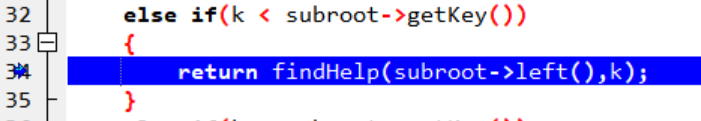 32 else if(k < subroot->getKey())
33 {
34 return findHelp(subroot->left(),k);
35 }